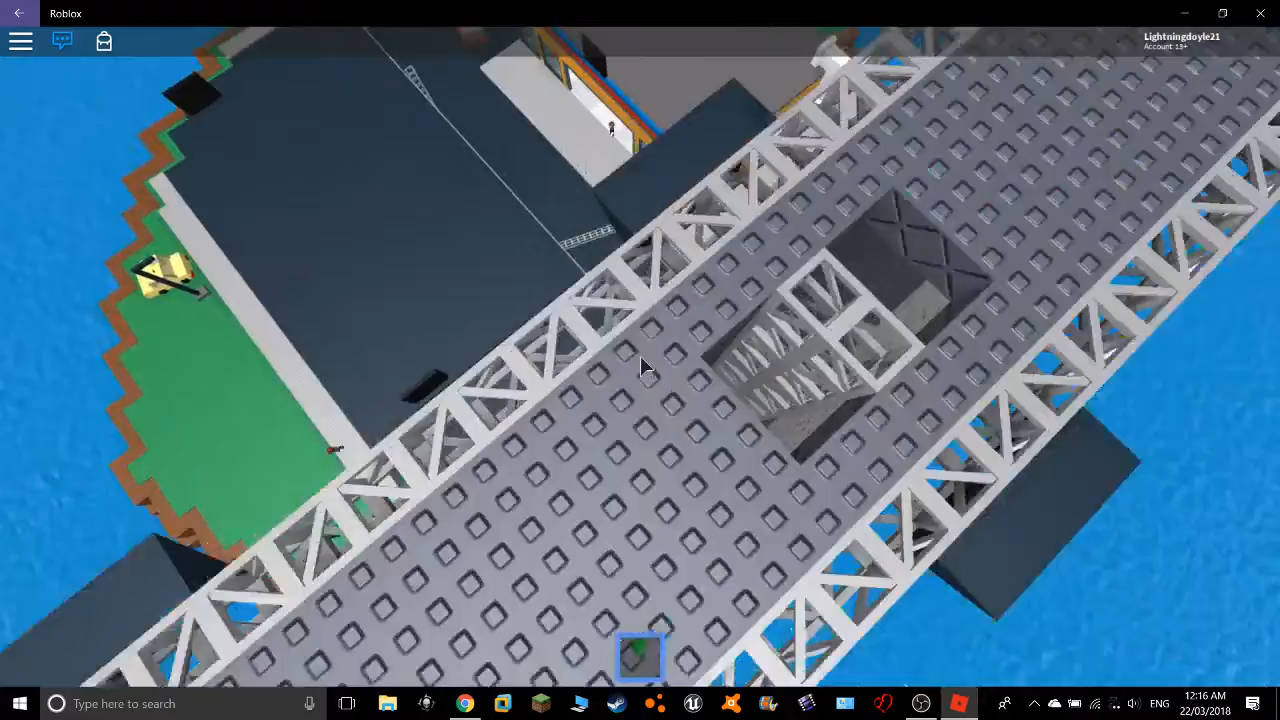 Roblox
Lightningdoyle21
Account: 13+
Type here to search
ENG
12:16 AM
22/03/2018